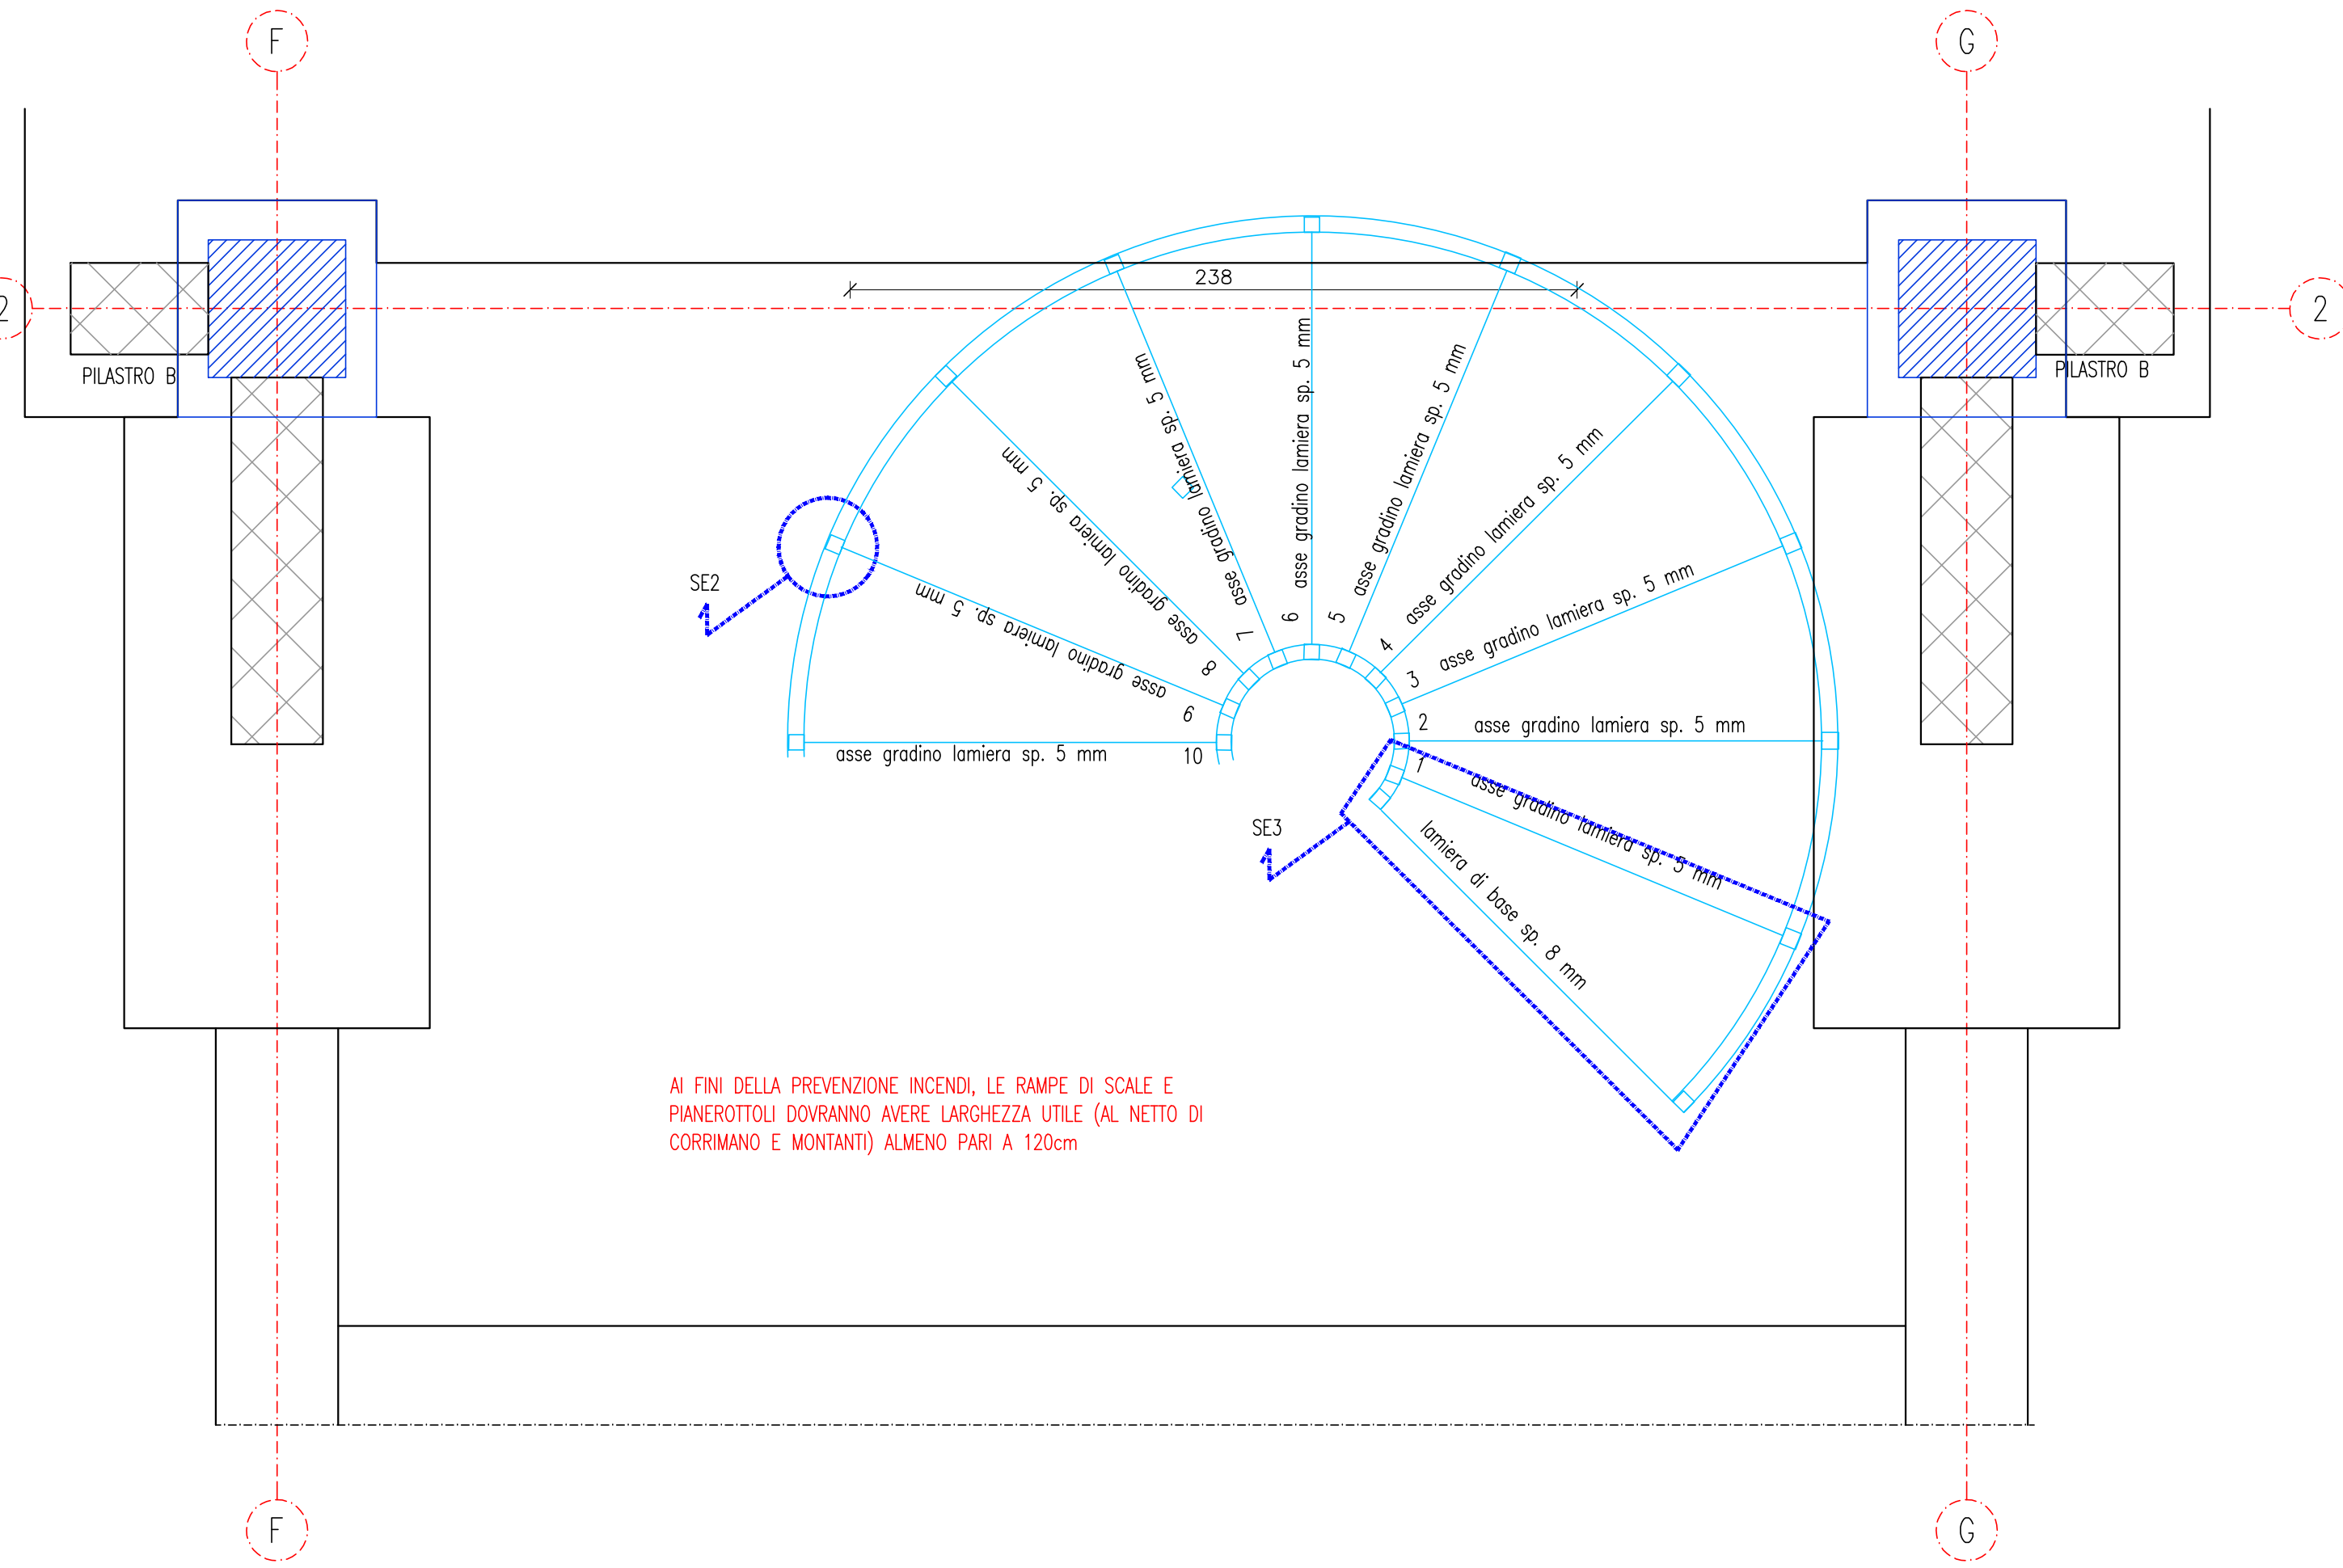 F
G
238
2
2
PILASTRO B
PILASTRO B
SE2
asse gradino lamiera sp. 5 mm
10
asse gradino lamiera sp. 5 mm
9
asse gradino lamiera sp. 5 mm
8
asse gradino lamiera sp. 5 mm
7
asse gradino lamiera sp. 5 mm
6
asse gradino lamiera sp. 5 mm
5
asse gradino lamiera sp. 5 mm
4
asse gradino lamiera sp. 5 mm
3
asse gradino lamiera sp. 5 mm
2
asse gradino lamiera sp. 5 mm
1
lamiera di base sp. 8 mm
SE3
AI FINI DELLA PREVENZIONE INCENDI, LE RAMPE DI SCALE E
PIANEROTTOLI DOVRANNO AVERE LARGHEZZA UTILE (AL NETTO DI
CORRIMANO E MONTANTI) ALMENO PARI A 120cm
F
G